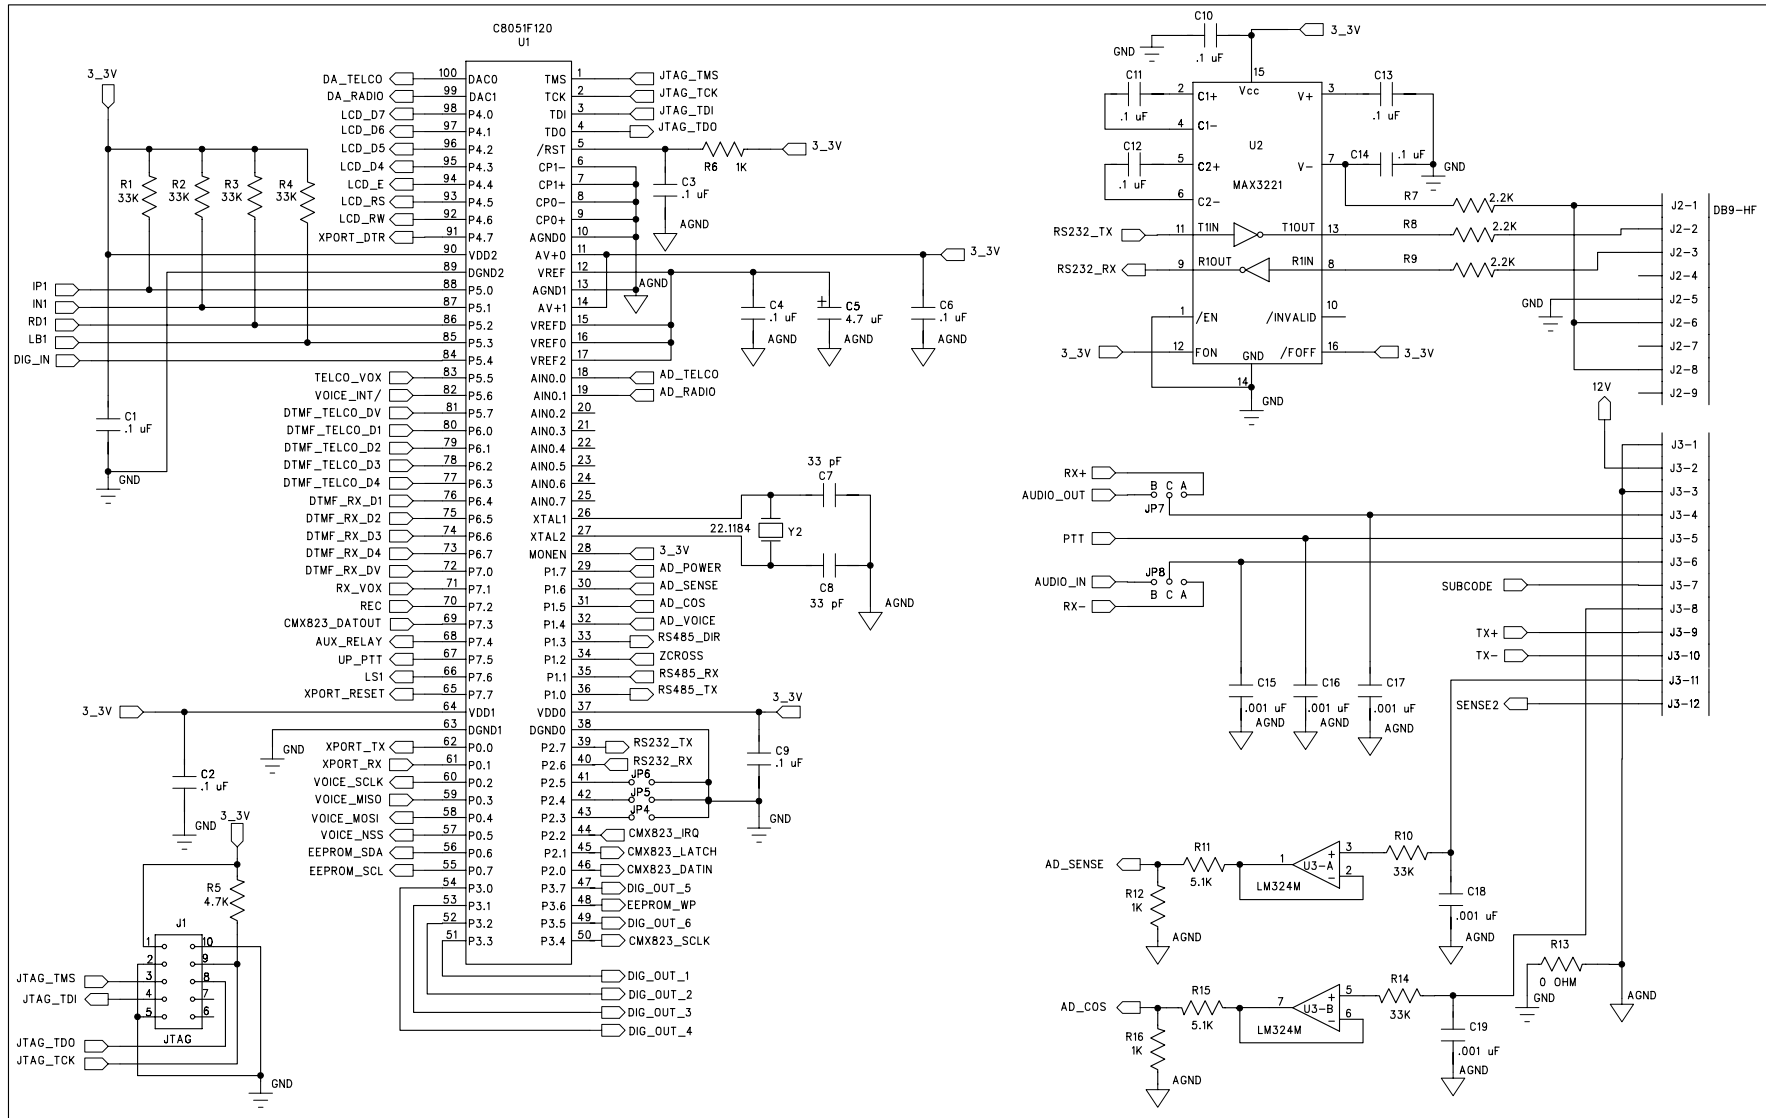 C8051F120
U1
3_3V
DA_TELCO 100 DAC0 TMS 1 JTAG_TMS
DA_RADIO 99 DAC1 TCK 2 JTAG_TCK
LCD_D7 98 P4.0 TDI 3 JTAG_TDI
LCD_D6 97 P4.1 TDO 4 JTAG_TDO
LCD_D5 96 P4.2 /RST 5 R6 1K 3_3V
LCD_D4 95 P4.3 CP1- 6
LCD_E 94 P4.4 CP1+ 7
LCD_RS 93 P4.5 CP0- 8
LCD_RW 92 P4.6 CP0+ 9
XPORT_DTR 91 P4.7 AGND0 10
90 VDD2 AV+0 11 3_3V
89 DGND2 VREF 12
IP1 88 P5.0 AGND1 13 AGND
IN1 87 P5.1 AV+1 14
RD1 86 P5.2 VREFD 15
LB1 85 P5.3 VREF0 16
DIG_IN 84 P5.4 VREF2 17
TELCO_VOX 83 P5.5 AIN0.0 18 AD_TELCO
VOICE_INT/ 82 P5.6 AIN0.1 19 AD_RADIO
DTMF_TELCO_DV 81 P5.7 AIN0.2 20
DTMF_TELCO_D1 80 P6.0 AIN0.3 21
DTMF_TELCO_D2 79 P6.1 AIN0.4 22
DTMF_TELCO_D3 78 P6.2 AIN0.5 23
DTMF_TELCO_D4 77 P6.3 AIN0.6 24
DTMF_RX_D1 76 P6.4 AIN0.7 25
DTMF_RX_D2 75 P6.5 XTAL1 26
DTMF_RX_D3 74 P6.6 XTAL2 27
DTMF_RX_D4 73 P6.7 MONEN 28 3_3V
DTMF_RX_DV 72 P7.0 P1.7 29 AD_POWER
RX_VOX 71 P7.1 P1.6 30 AD_SENSE
REC 70 P7.2 P1.5 31 AD_COS
CMX823_DATOUT 69 P7.3 P1.4 32 AD_VOICE
AUX_RELAY 68 P7.4 P1.3 33 RS485_DIR
UP_PTT 67 P7.5 P1.2 34 ZCROSS
LS1 66 P7.6 P1.1 35 RS485_RX
XPORT_RESET 65 P7.7 P1.0 36 RS485_TX
3_3V 64 VDD1 VDD0 37 3_3V
GND 63 DGND1 DGND0 38
XPORT_TX 62 P0.0 P2.7 39 RS232_TX
XPORT_RX 61 P0.1 P2.6 40 RS232_RX
VOICE_SCLK 60 P0.2 P2.5 41 JP6
VOICE_MISO 59 P0.3 P2.4 42 JP5
VOICE_MOSI 58 P0.4 P2.3 43 JP4
VOICE_NSS 57 P0.5 P2.2 44 CMX823_IRQ
EEPROM_SDA 56 P0.6 P2.1 45 CMX823_LATCH
EEPROM_SCL 55 P0.7 P2.0 46 CMX823_DATIN
54 P3.0 P3.7 47 DIG_OUT_5
53 P3.1 P3.6 48 EEPROM_WP
52 P3.2 P3.5 49 DIG_OUT_6
51 P3.3 P3.4 50 CMX823_SCLK
DIG_OUT_1
DIG_OUT_2
DIG_OUT_3
DIG_OUT_4
R1 33K
R2 33K
R3 33K
R4 33K
C1 .1 uF
GND
C3 .1 uF
AGND
C4 .1 uF
AGND
C5 4.7 uF
AGND
C6 .1 uF
AGND
33 pF
C7
22.1184 Y2
C8
33 pF
AGND
C9 .1 uF
GND
C2 .1 uF
GND
3_3V
R5 4.7K
J1
1 10
2 9
3 8
4 7
5 6
JTAG
JTAG_TMS
JTAG_TDI
JTAG_TDO
JTAG_TCK
GND
C10 .1 uF
GND
3_3V
15 Vcc
C11 .1 uF
2 C1+ V+ 3
C13 .1 uF
4 C1-
U2
C12 .1 uF
5 C2+ V- 7
C14 .1 uF
GND
6 C2-
MAX3221
RS232_TX 11 T1IN T1OUT 13
RS232_RX 9 R1OUT R1IN 8
1 /EN /INVALID 10
3_3V 12 FON /FOFF 16 3_3V
GND
14
GND
R7 2.2K
R8 2.2K
R9 2.2K
GND
J2-1 DB9-HF
J2-2
J2-3
J2-4
J2-5
J2-6
J2-7
J2-8
J2-9
12V
J3-1
J3-2
J3-3
J3-4
J3-5
J3-6
J3-7
J3-8
J3-9
J3-10
J3-11
J3-12
RX+
AUDIO_OUT B C A
JP7
PTT
JP8
AUDIO_IN B C A
RX-
SUBCODE
TX+
TX-
SENSE2
C15 .001 uF
AGND
C16 .001 uF
AGND
C17 .001 uF
AGND
AD_SENSE R11 5.1K
R12 1K
AGND
1 U3-A 3 2
LM324M
R10 33K
C18 .001 uF
AGND
AD_COS R15 5.1K
R16 1K
AGND
7 U3-B 5 6
LM324M
R14 33K
C19 .001 uF
AGND
R13 0 OHM
GND
AGND